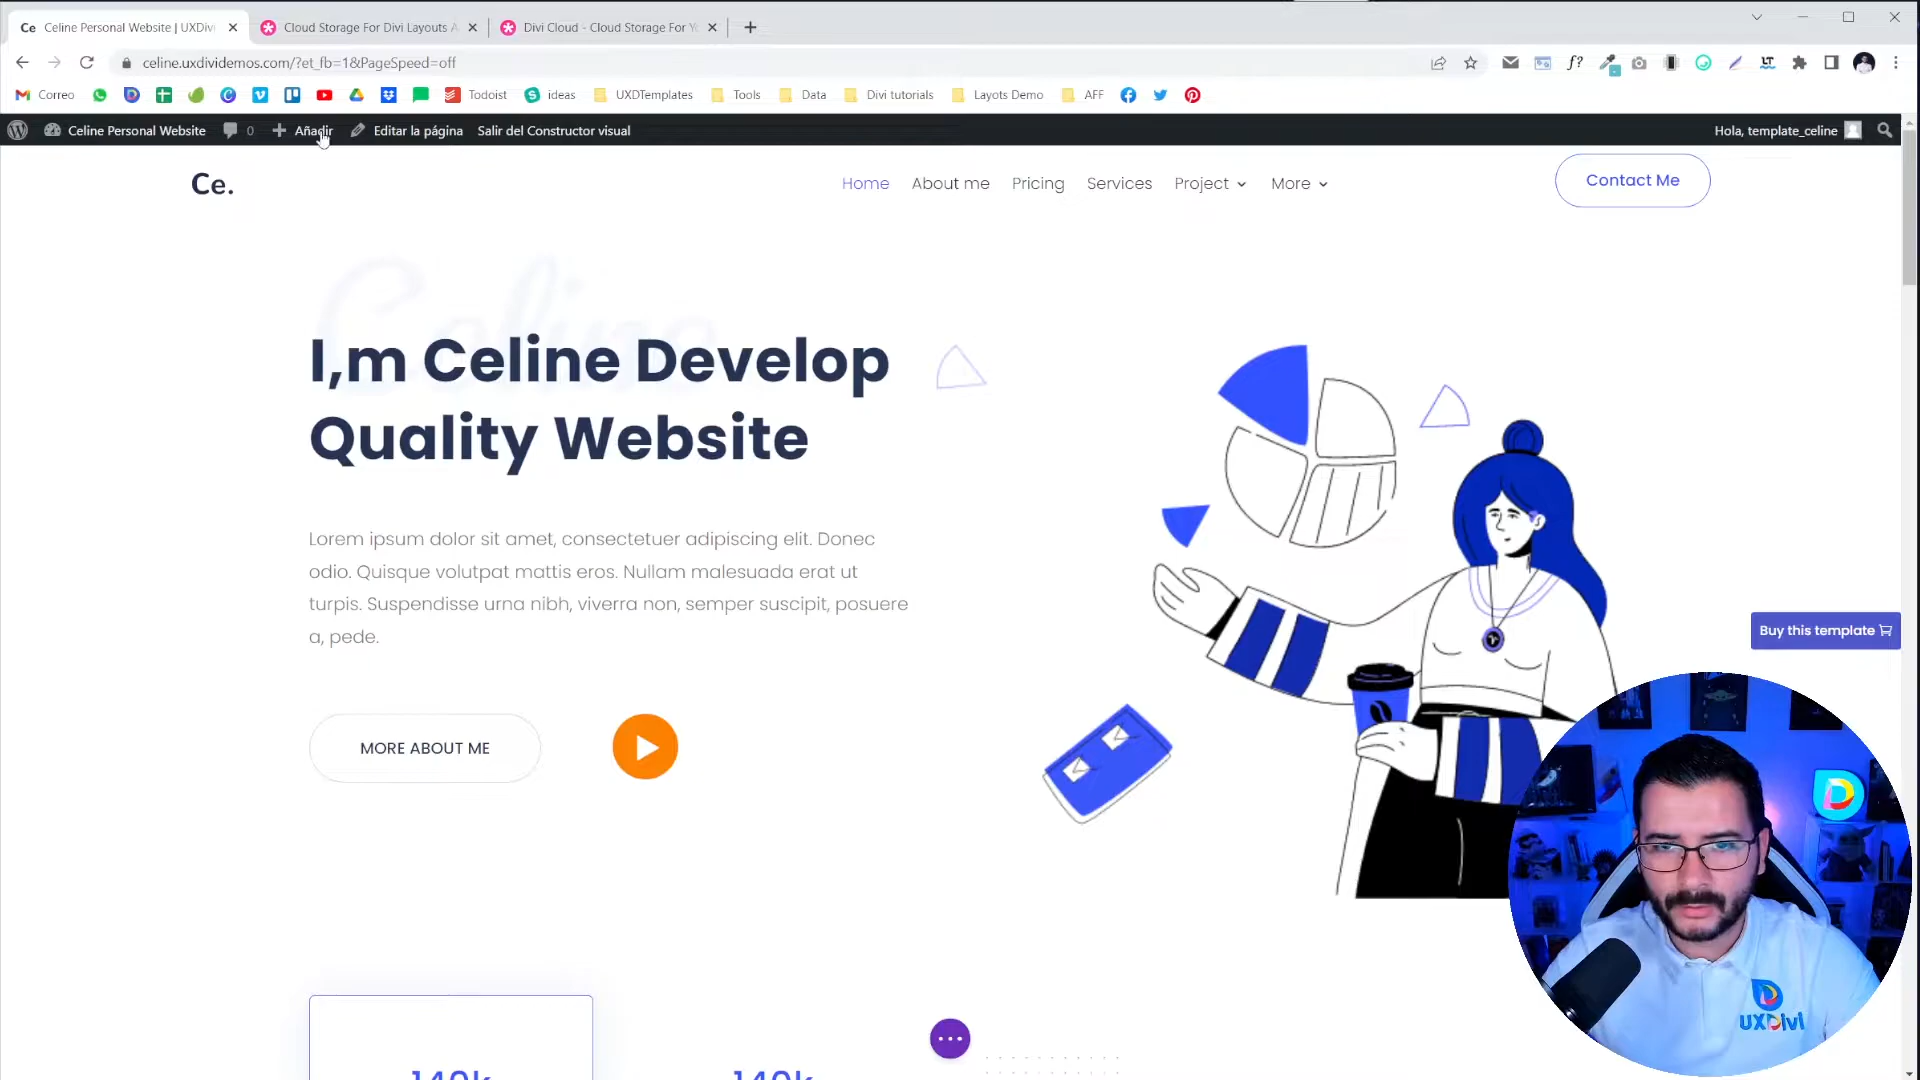 Ce Celine Personal Website | UXDivi
Cloud Storage For Divi Layouts A
Divi Cloud - Cloud Storage For Yo
celine.uxdividemos.com/?et_fb=1&PageSpeed=off
f?
LT
Correo
Todoist
ideas
UXDTemplates
Tools
Data
Divi tutorials
Layots Demo
AFF
Celine Personal Website
0
Añadir
Editar la página
Salir del Constructor visual
Hola, template_celine
Ce.
Home
About me
Pricing
Services
Project
More
Contact Me
Celine
I,m Celine Develop
Quality Website
Lorem ipsum dolor sit amet, consectetuer adipiscing elit. Donec
odio. Quisque volutpat mattis eros. Nullam malesuada erat ut
turpis. Suspendisse urna nibh, viverra non, semper suscipit, posuere
a, pede.
MORE ABOUT ME
Buy this template
UXDivi
140k
140k